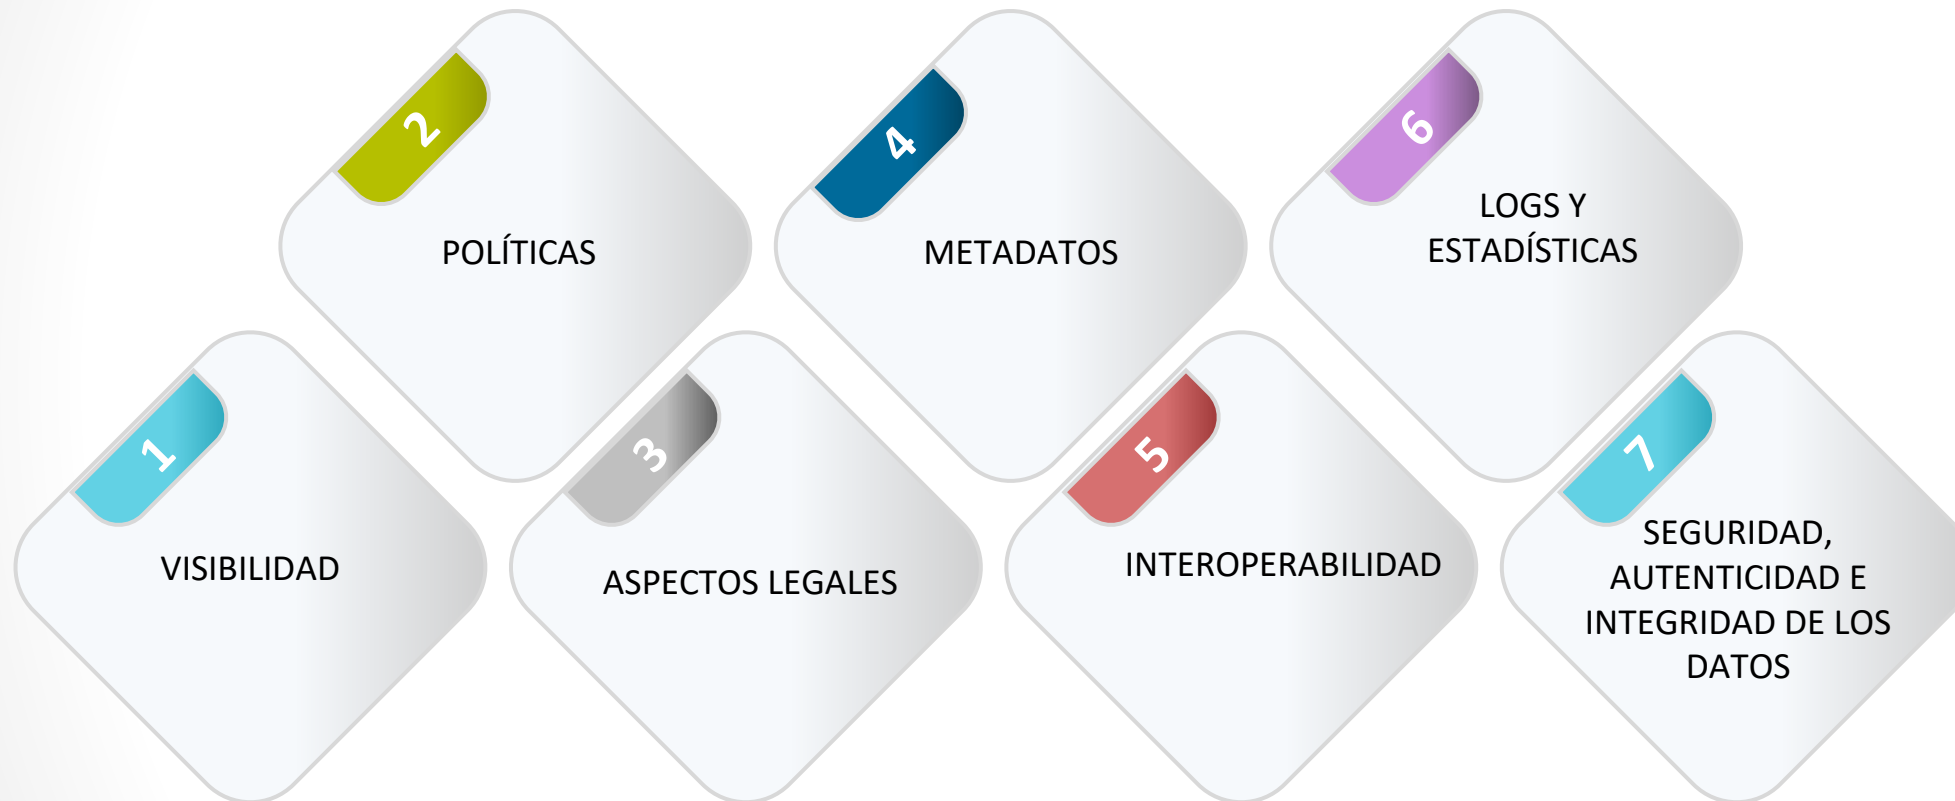 1
VISIBILIDAD
2
POLÍTICAS
3
ASPECTOS LEGALES
4
METADATOS
5
INTEROPERABILIDAD
6
LOGS Y
ESTADÍSTICAS
7
SEGURIDAD,
AUTENTICIDAD E
INTEGRIDAD DE LOS
DATOS